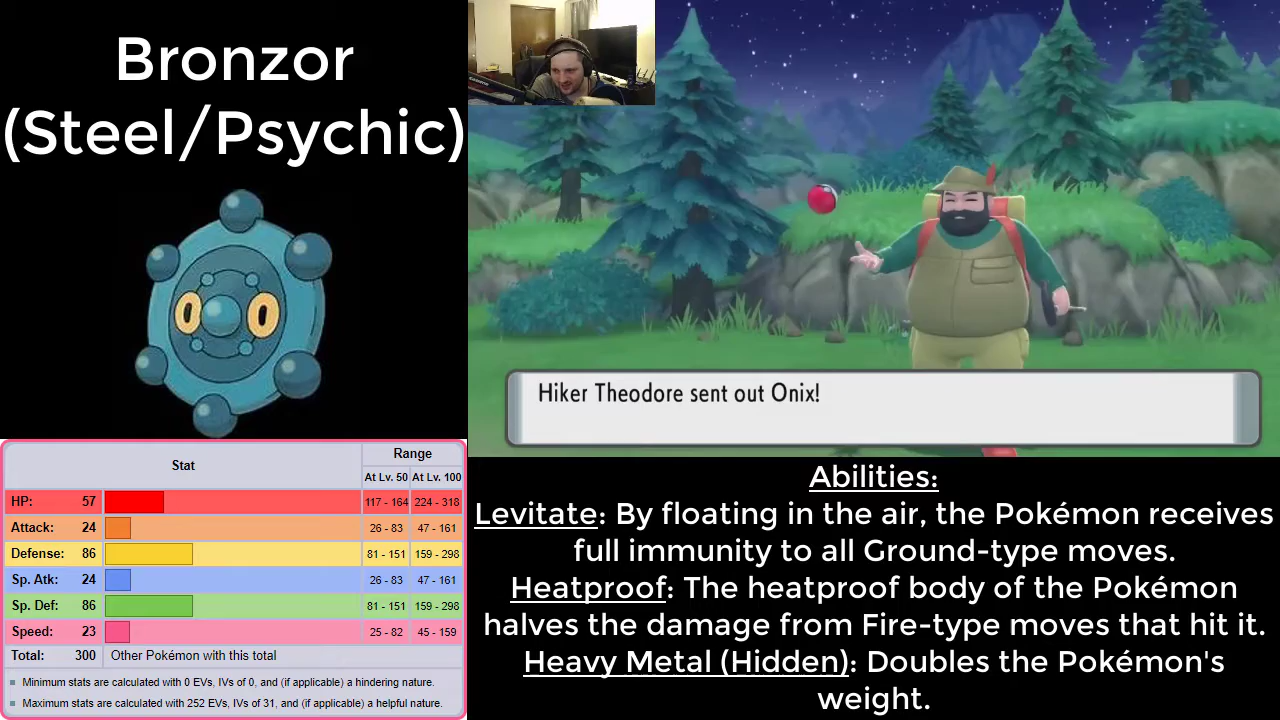 Bronzor
(Steel/Psychic)
Hiker Theodore sent out Onix!
Stat Range
At Lv. 50 At Lv. 100
HP: 57 117 - 164 224 - 318
Attack: 24 26 - 83 47 - 161
Defense: 86 81 - 151 159 - 298
Sp. Atk: 24 26 - 83 47 - 161
Sp. Def: 86 81 - 151 159 - 298
Speed: 23 25 - 82 45 - 159
Total: 300 Other Pokémon with this total
Minimum stats are calculated with 0 EVs, IVs of 0, and (if applicable) a hindering nature.
Maximum stats are calculated with 252 EVs, IVs of 31, and (if applicable) a helpful nature.
Abilities:
Levitate: By floating in the air, the Pokémon receives
full immunity to all Ground-type moves.
Heatproof: The heatproof body of the Pokémon
halves the damage from Fire-type moves that hit it.
Heavy Metal (Hidden): Doubles the Pokémon's
weight.